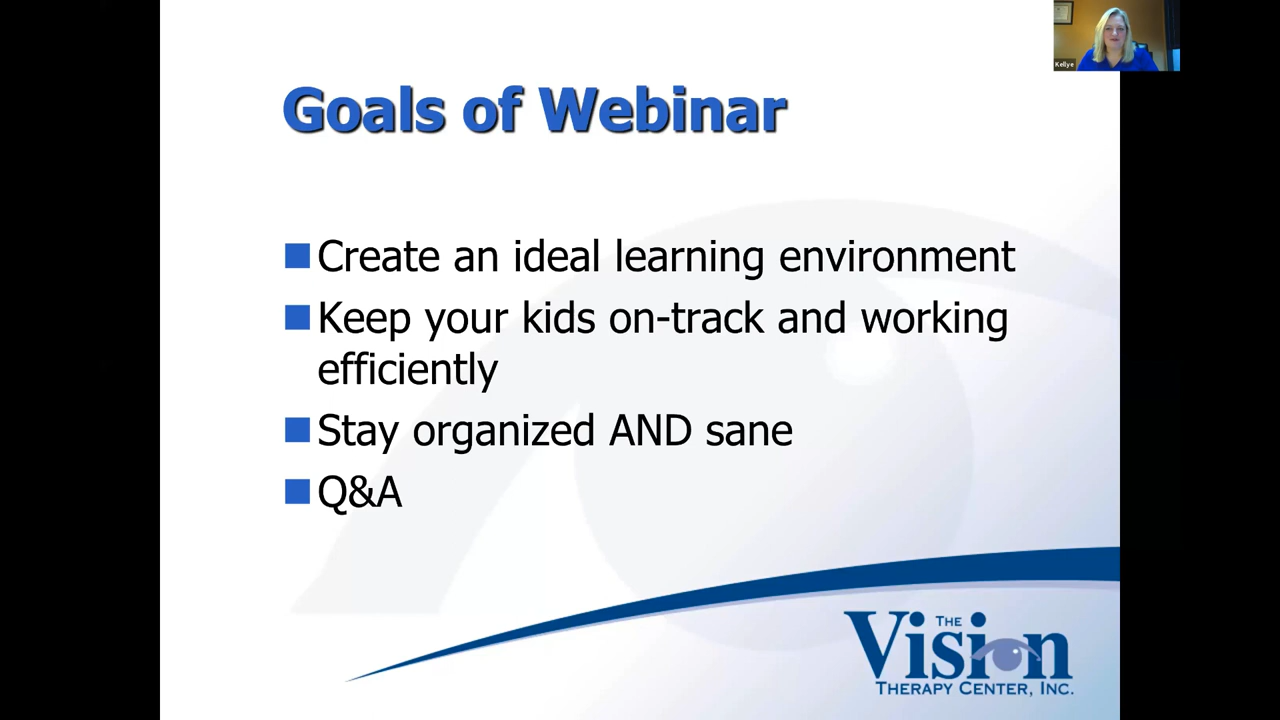 Kellye
Goals of Webinar
Create an ideal learning environment
Keep your kids on-track and working
efficiently
Stay organized AND sane
Q&A
THE
Vision
THERAPY CENTER, INC.